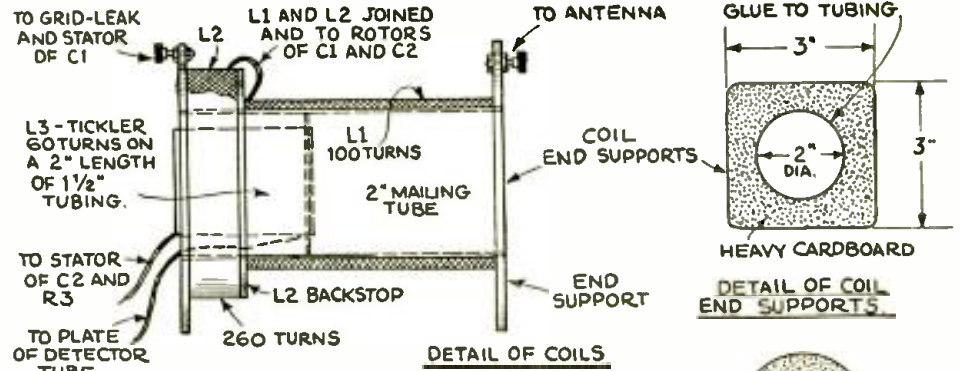 TO GRID-LEAK
AND STATOR
OF C1
L2
L1 AND L2 JOINED
AND TO ROTORS
OF C1 AND C2
TO ANTENNA
L3-TICKLER
60 TURNS ON
A 2" LENGTH
OF 1 1/2"
TUBING.
L1
100 TURNS
2" MAILING
TUBE
COIL
END SUPPORTS
TO STATOR
OF C2 AND
R3
L2 BACKSTOP
END
SUPPORT
TO PLATE
OF DETECTOR
TUBE
260 TURNS
DETAIL OF COILS
GLUE TO TUBING
3"
2"
DIA.
3"
HEAVY CARDBOARD
DETAIL OF COIL
END SUPPORTS.